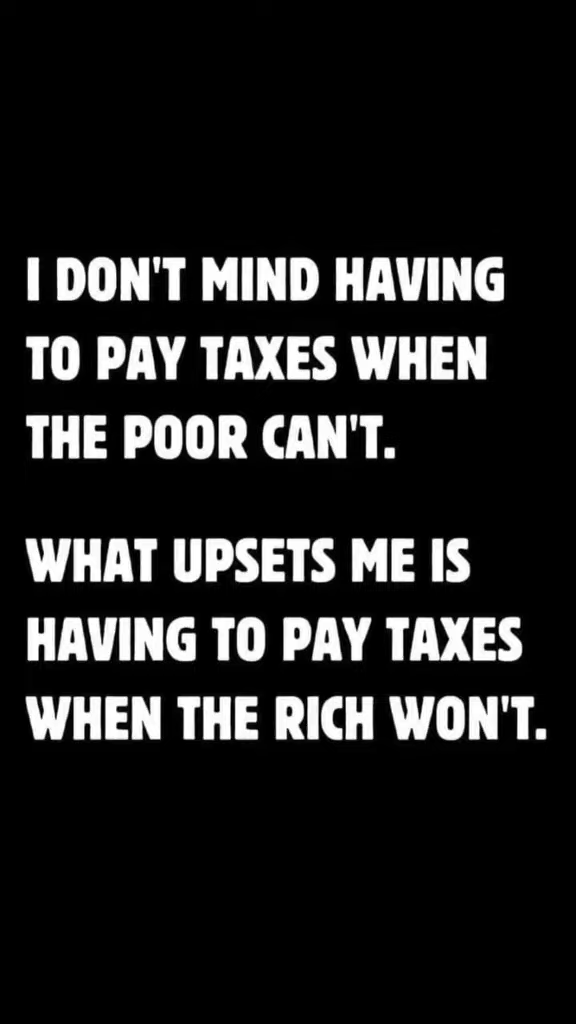 I DON'T MIND HAVING
TO PAY TAXES WHEN
THE POOR CAN'T.
WHAT UPSETS ME IS
HAVING TO PAY TAXES
WHEN THE RICH WON'T.